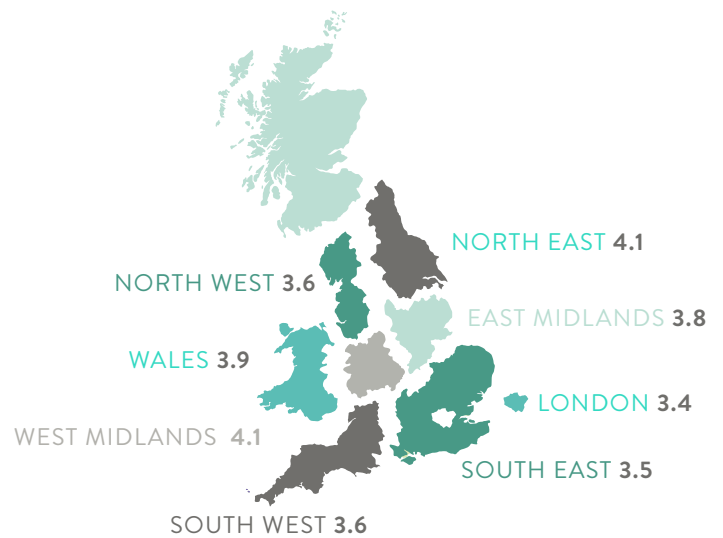 NORTH EAST 4.1
NORTH WEST 3.6
EAST MIDLANDS 3.8
WALES 3.9
LONDON 3.4
WEST MIDLANDS 4.1
SOUTH EAST 3.5
SOUTH WEST 3.6